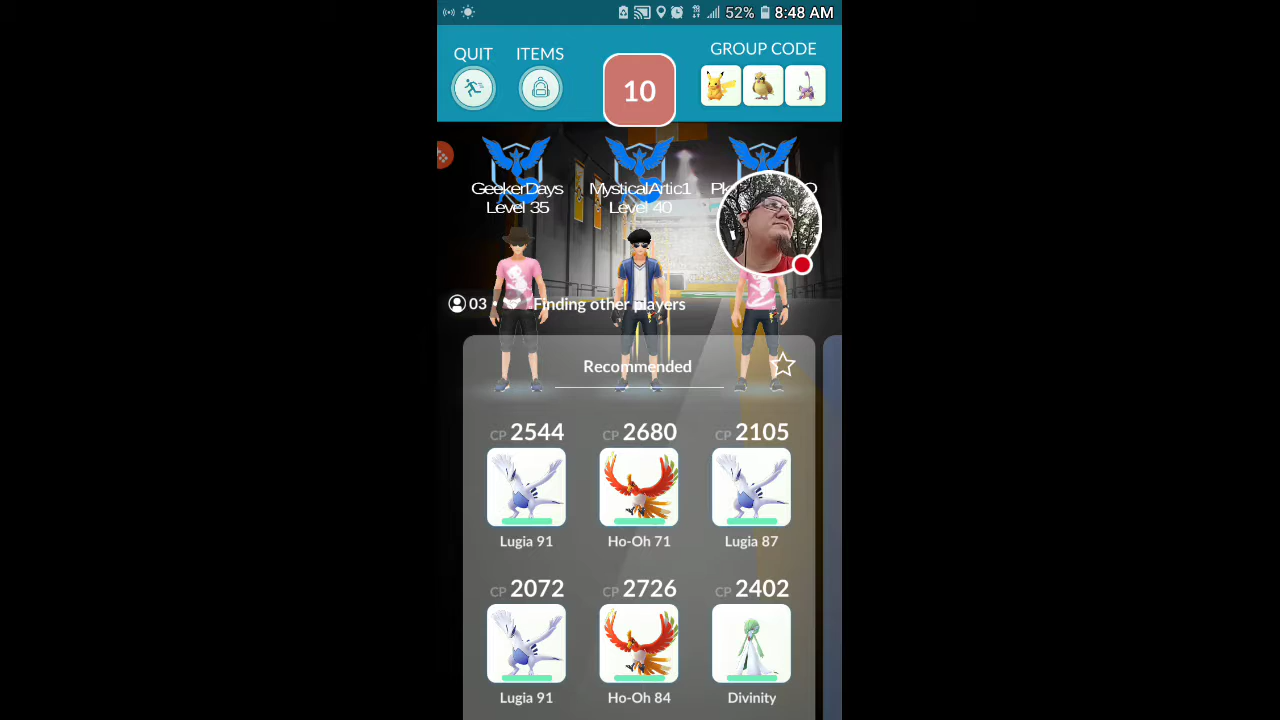 52% 8:48 AM
QUIT ITEMS
10
GROUP CODE
GeekerDays
Level 35
MysticalArtic1
Level 40
03 • Finding other players
Recommended
CP 2544 CP 2680 CP 2105
Lugia 91 Ho-Oh 71 Lugia 87
CP 2072 CP 2726 CP 2402
Lugia 91 Ho-Oh 84 Divinity